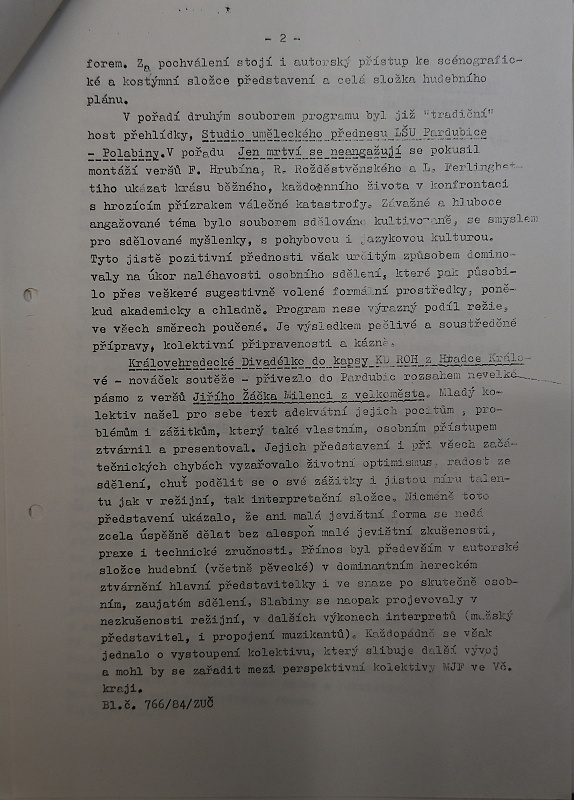 - 2 -
forem. Za pochválení stojí i autorský přístup ke scénografic-
ké a kostýmní složce představení a celá složka hudebního
plánu.
V pořadí druhým souborem programu byl již "tradiční"
host přehlídky, Studio uměleckého přednesu LŠU Pardubice
- Polabiny. V pořadu Jen mrtví se neangažují se pokusil
montáží veršů F. Hrubína, R. Rožděstvěnského a L. Ferlinghet-
tiho ukázat krásu běžného, každoenního života v konfrontaci
s hrozícím přízrakem válečné katastrofy. Závažné a hluboce
angažované téma bylo souborem sdělováno kultivovaně, se smyslem
pro sdělované myšlenky, s pohybovou i jazykovou kulturou.
Tyto jistě pozitivní přednosti však určitým způsobem domino-
valy na úkor naléhavosti osobního sdělení, které pak působi-
lo přes veškeré sugestivně volené formální prostředky, poně-
kud akademicky a chladně. Program nese výrazný podíl režie,
ve všech směrech poučené. Je výsledkem pečlivé a soustředěné
přípravy, kolektivní připravenosti a kázně.
Královehradecké Divadélko do kapsy KD ROH z Hradce Králo-
vé - nováček soutěže - přivezlo do Pardubic rozsahem nevelké
pásmo z veršů Jiřího Žáčka Milenci z velkoměsta. Mladý ko-
lektiv našel pro sebe text adekvátní jejich pocitům , pro-
blémům i zážitkům, který také vlastním, osobním přístupem
ztvárnil a presentoval. Jejich představení i při všech začá-
tečnických chybách vyzařovalo životní optimismus, radost ze
sdělení, chuť podělit se o své zážitky i jistou míru talen-
tu jak v režijní, tak interpretační složce. Nicméně toto
představení ukázalo, že ani malá jevištní forma se nedá
zcela úspěšně dělat bez alespoň malé jevištní zkušenosti,
praxe i technické zručnosti. Přínos byl především v autorské
složce hudební (včetně pěvecké) v dominantním hereckém
ztvárnění hlavní představitelky i ve snaze po skutečně osob-
ním, zaujatém sdělení. Slabiny se naopak projevovaly v
nezkušenosti režijní, v dalších výkonech interpretů (mužský
představitel, i propojení muzikantů). Každopádně se však
jednalo o vystoupení kolektivu, který slibuje další vývoj
a mohl by se zařadit mezi perspektivní kolektivy MJF ve Vč.
kraji.
Bl.č. 766/84/ZUČ